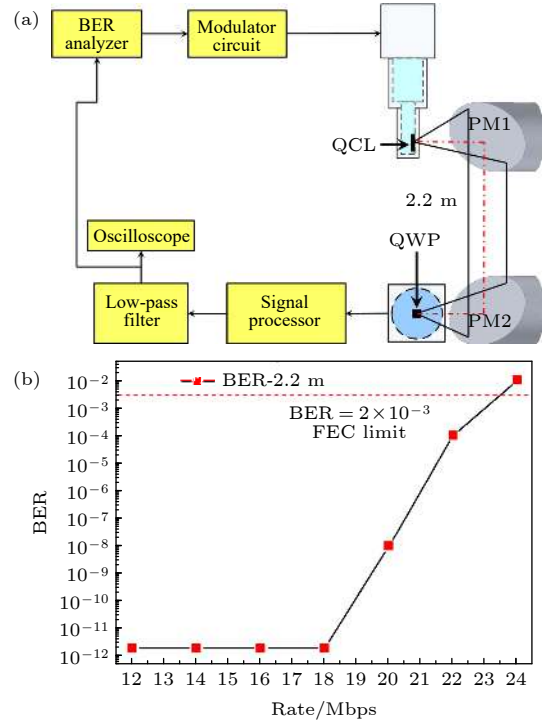 (a)
BER
analyzer
Modulator
circuit
PM1
QCL
2.2 m
Oscilloscope
QWP
Low-pass
filter
Signal
processor
PM2
(b)
BER-2.2 m
BER = 2×10⁻³
FEC limit
10⁻²
10⁻³
10⁻⁴
10⁻⁵
10⁻⁶
10⁻⁷
10⁻⁸
10⁻⁹
10⁻¹⁰
10⁻¹¹
10⁻¹²
BER
12 13 14 15 16 17 18 19 20 21 22 23 24
Rate/Mbps